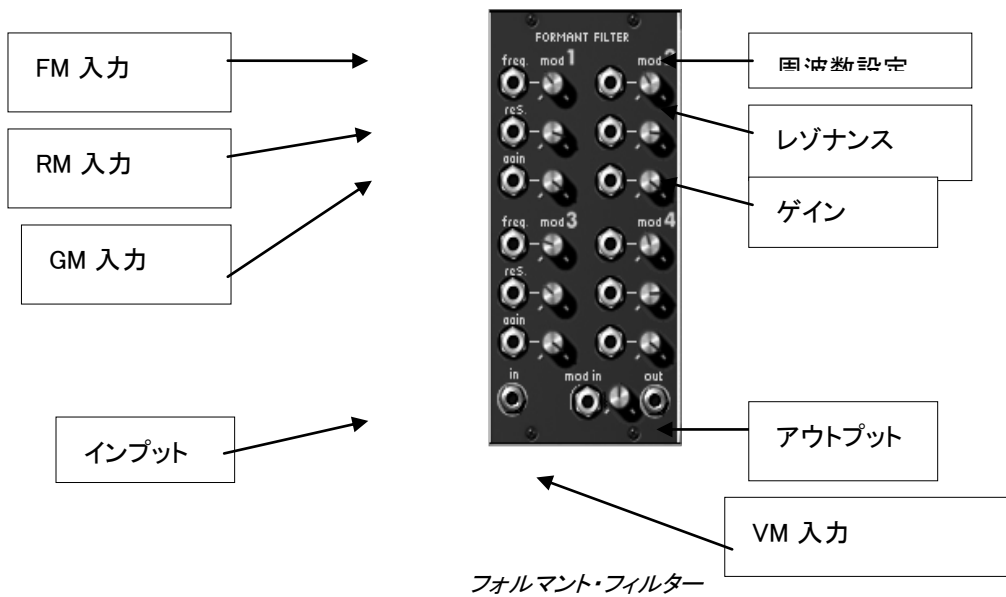 FM 入力
RM 入力
GM 入力
インプット
FORMANT FILTER
freq. mod 1 mod 2
res.
gain
freq. mod 3 mod 4
res.
gain
in mod in out
周波数設定
レゾナンス
ゲイン
アウトプット
VM 入力
フォルマント・フィルター